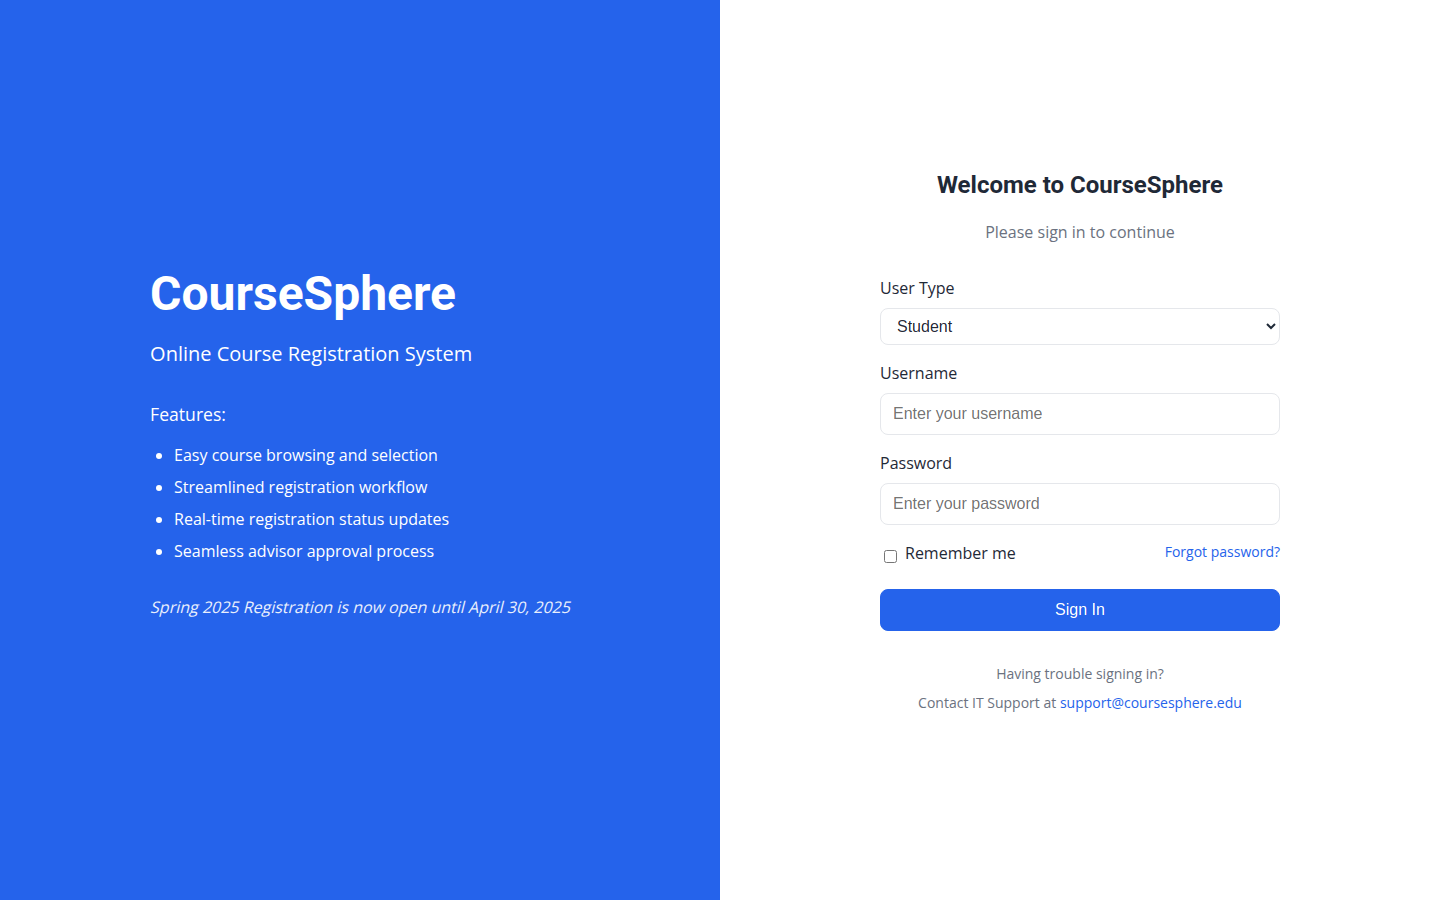 CourseSphere
Online Course Registration System
Features:
Easy course browsing and selection
Streamlined registration workflow
Real-time registration status updates
Seamless advisor approval process
Spring 2025 Registration is now open until April 30, 2025
Welcome to CourseSphere
Please sign in to continue
User Type
Student
Username
Enter your username
Password
Enter your password
Remember me
Forgot password?
Sign In
Having trouble signing in?
Contact IT Support at support@coursesphere.edu